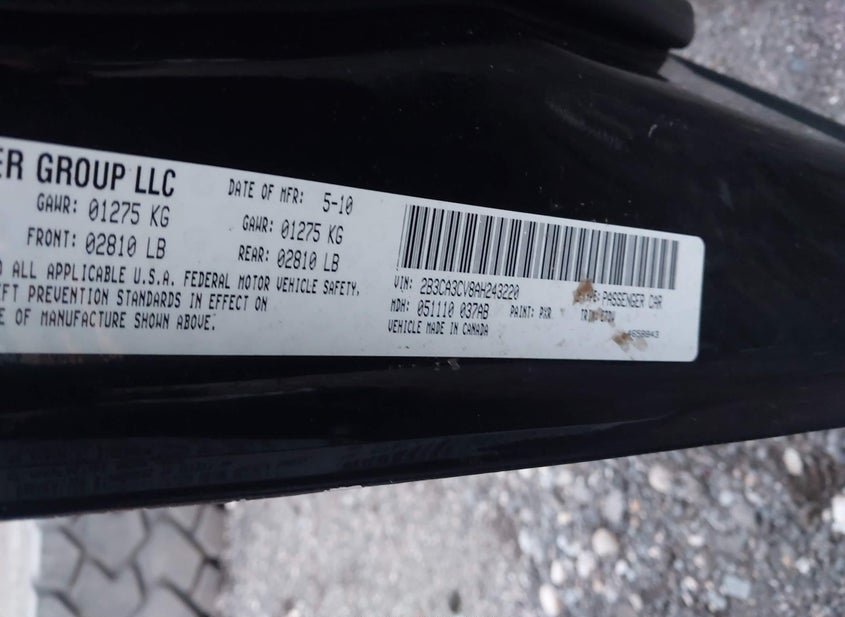 ER GROUP LLC
DATE OF MFR: 5-10
GAWR: 01275 KG
GAWR: 01275 KG
FRONT: 02810 LB
REAR: 02810 LB
ALL APPLICABLE U.S.A. FEDERAL MOTOR VEHICLE SAFETY,
EFT PREVENTION STANDARDS IN EFFECT ON
E OF MANUFACTURE SHOWN ABOVE.
VIN: 2B3CA3CV8AH243220
PASSENGER CAR
MDH: 051110 037AB PAINT: PXR TRIM:
VEHICLE MADE IN CANADA